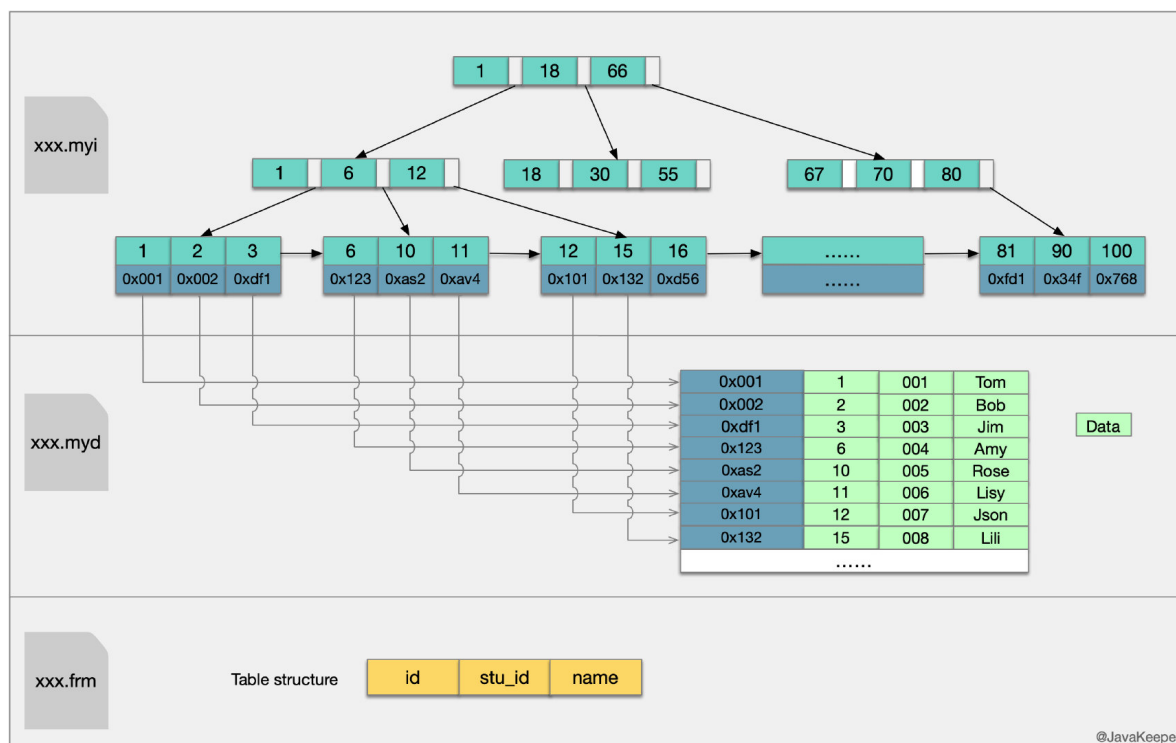 1 18 66
xxx.myi
1 6 12
18 30 55
67 70 80
1 2 3
0x001 0x002 0xdf1
6 10 11
0x123 0xas2 0xav4
12 15 16
0x101 0x132 0xd56
......
......
81 90 100
0xfd1 0x34f 0x768
xxx.myd
0x001 1 001 Tom
0x002 2 002 Bob
0xdf1 3 003 Jim
0x123 6 004 Amy
0xas2 10 005 Rose
0xav4 11 006 Lisy
0x101 12 007 Json
0x132 15 008 Lili
......
Data
xxx.frm
Table structure
id stu_id name
@JavaKeepe